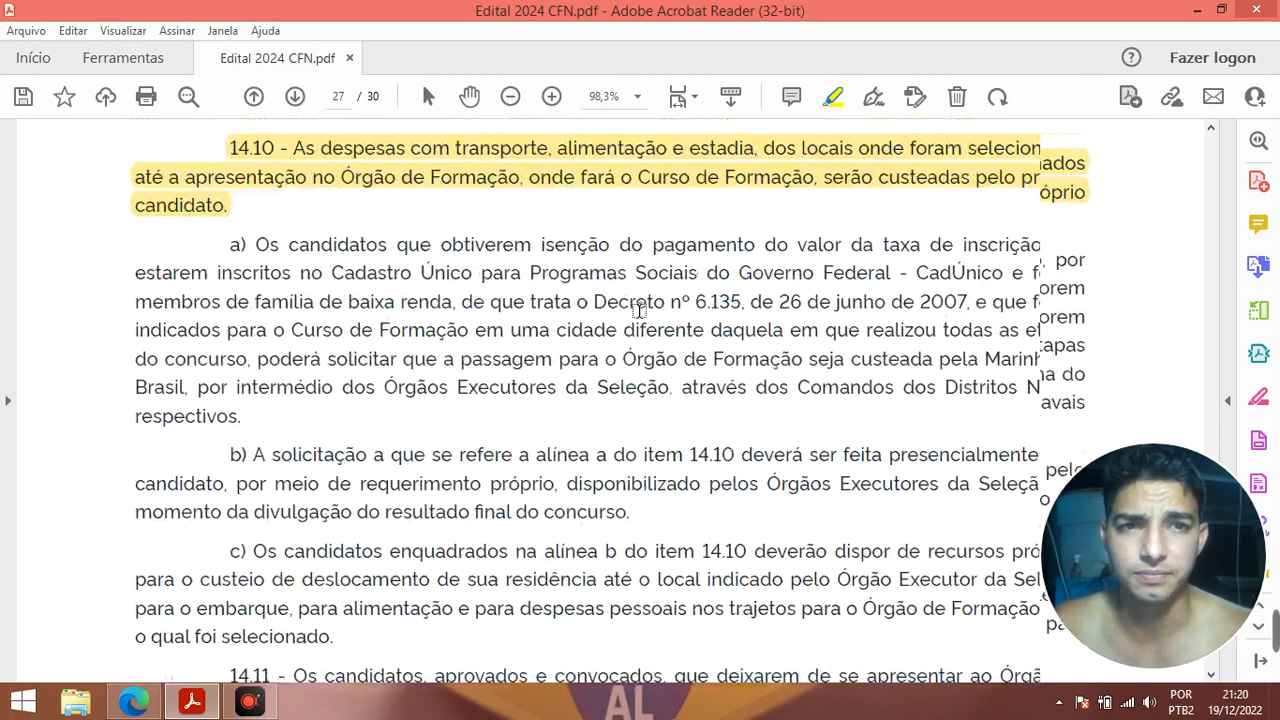 Edital 2024 CFN.pdf - Adobe Acrobat Reader (32-bit)
Arquivo Editar Visualizar Assinar Janela Ajuda
Início Ferramentas Edital 2024 CFN.pdf × Fazer logon
27 / 30 98,3%
14.10 - As despesas com transporte, alimentação e estadia, dos locais onde foram selecionados
até a apresentação no Órgão de Formação, onde fará o Curso de Formação, serão custeadas pelo próprio
candidato.
a) Os candidatos que obtiverem isenção do pagamento do valor da taxa de inscrição, por
estarem inscritos no Cadastro Único para Programas Sociais do Governo Federal - CadÚnico e forem
membros de família de baixa renda, de que trata o Decreto nº 6.135, de 26 de junho de 2007, e que forem
indicados para o Curso de Formação em uma cidade diferente daquela em que realizou todas as etapas
do concurso, poderá solicitar que a passagem para o Órgão de Formação seja custeada pela Marinha do
Brasil, por intermédio dos Órgãos Executores da Seleção, através dos Comandos dos Distritos Navais
respectivos.
b) A solicitação a que se refere a alínea a do item 14.10 deverá ser feita presencialmente pelo
candidato, por meio de requerimento próprio, disponibilizado pelos Órgãos Executores da Seleçã
momento da divulgação do resultado final do concurso.
c) Os candidatos enquadrados na alínea b do item 14.10 deverão dispor de recursos pró
para o custeio de deslocamento de sua residência até o local indicado pelo Órgão Executor da Sel
para o embarque, para alimentação e para despesas pessoais nos trajetos para o Órgão de Formação
o qual foi selecionado.
14.11 - Os candidatos, aprovados e convocados, que deixarem de se apresentar ao Órgã
AL
POR
PTB2
21:20
19/12/2022